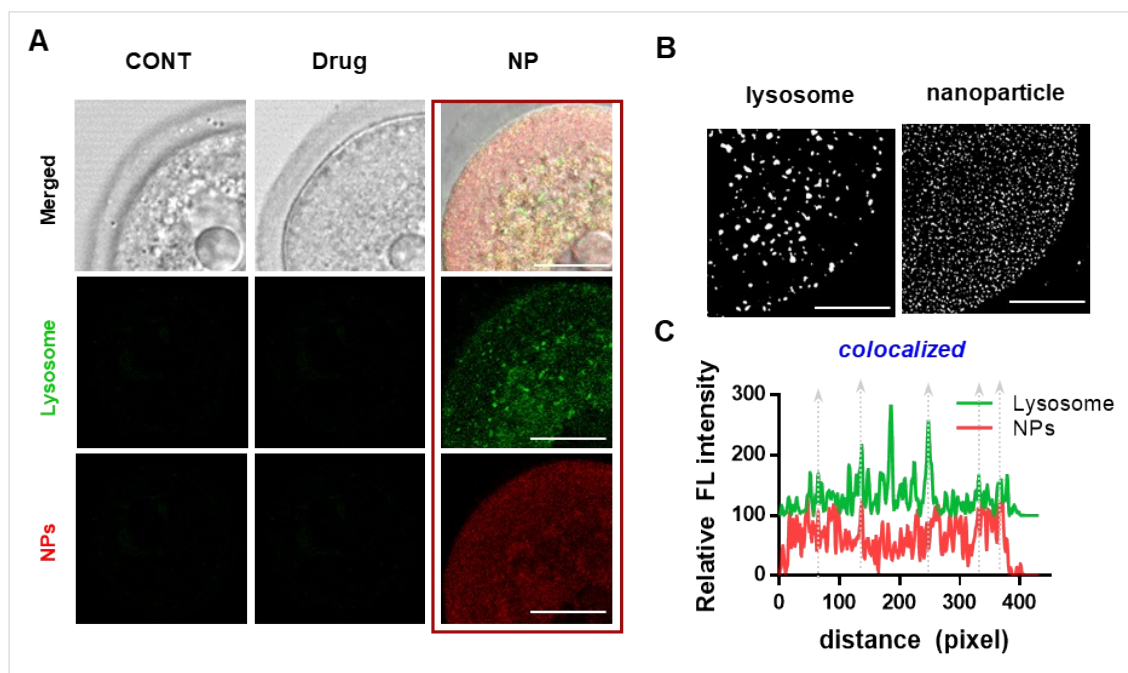 A
CONT Drug NP
Merged
Lysosome
NPs
B
lysosome nanoparticle
C
colocalized
Relative FL intensity
300
200
100
0
Lysosome
NPs
0 100 200 300 400
distance (pixel)